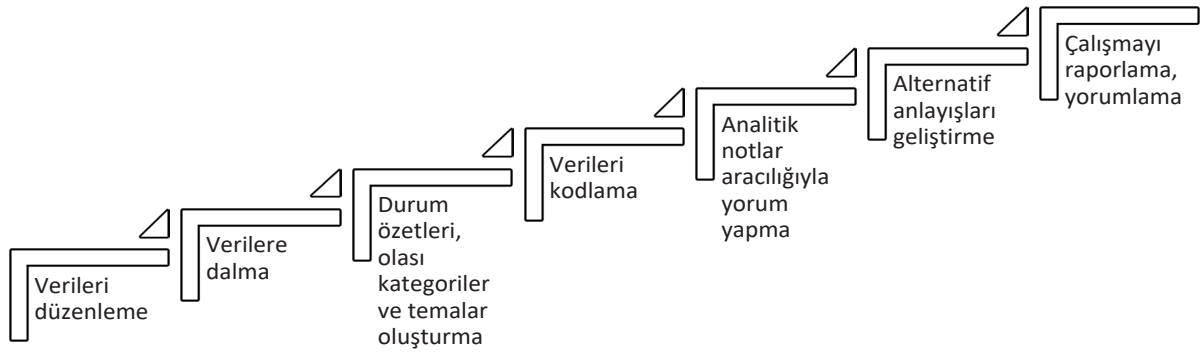 Verileri
düzenleme
Verilere
dalma
Durum
özetleri,
olası
kategoriler
ve temalar
oluşturma
Verileri
kodlama
Analitik
notlar
aracılığıyla
yorum
yapma
Alternatif
anlayışları
geliştirme
Çalışmayı
raporlama,
yorumlama